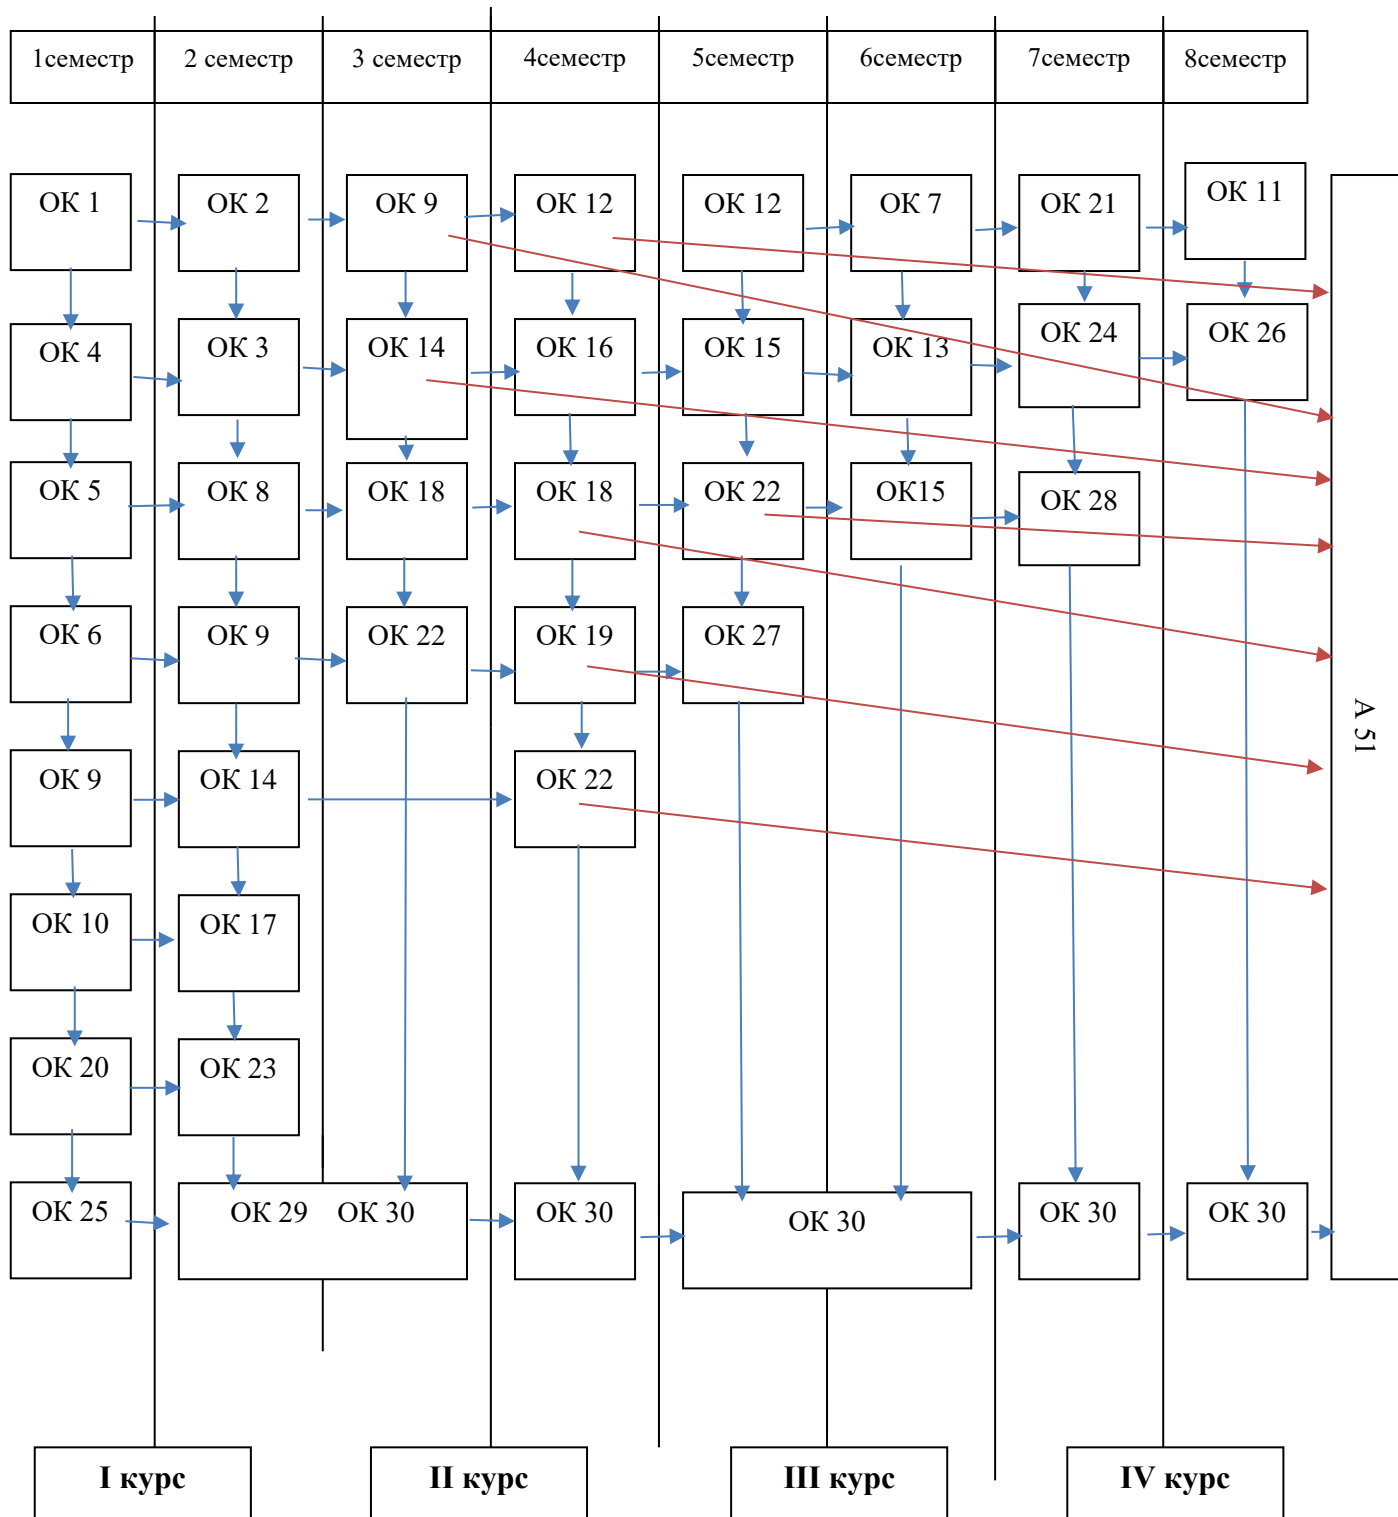 1семестр 2 семестр 3 семестр 4семестр 5семестр 6семестр 7семестр 8семестр
ОК 1 ОК 2 ОК 9 ОК 12 ОК 12 ОК 7 ОК 21 ОК 11
ОК 4 ОК 3 ОК 14 ОК 16 ОК 15 ОК 13 ОК 24 ОК 26
ОК 5 ОК 8 ОК 18 ОК 18 ОК 22 ОК15 ОК 28
ОК 6 ОК 9 ОК 22 ОК 19 ОК 27
А 51
ОК 9 ОК 14 ОК 22
ОК 10 ОК 17
ОК 20 ОК 23
ОК 25 ОК 29 ОК 30 ОК 30 ОК 30 ОК 30 ОК 30
I курс II курс III курс IV курс